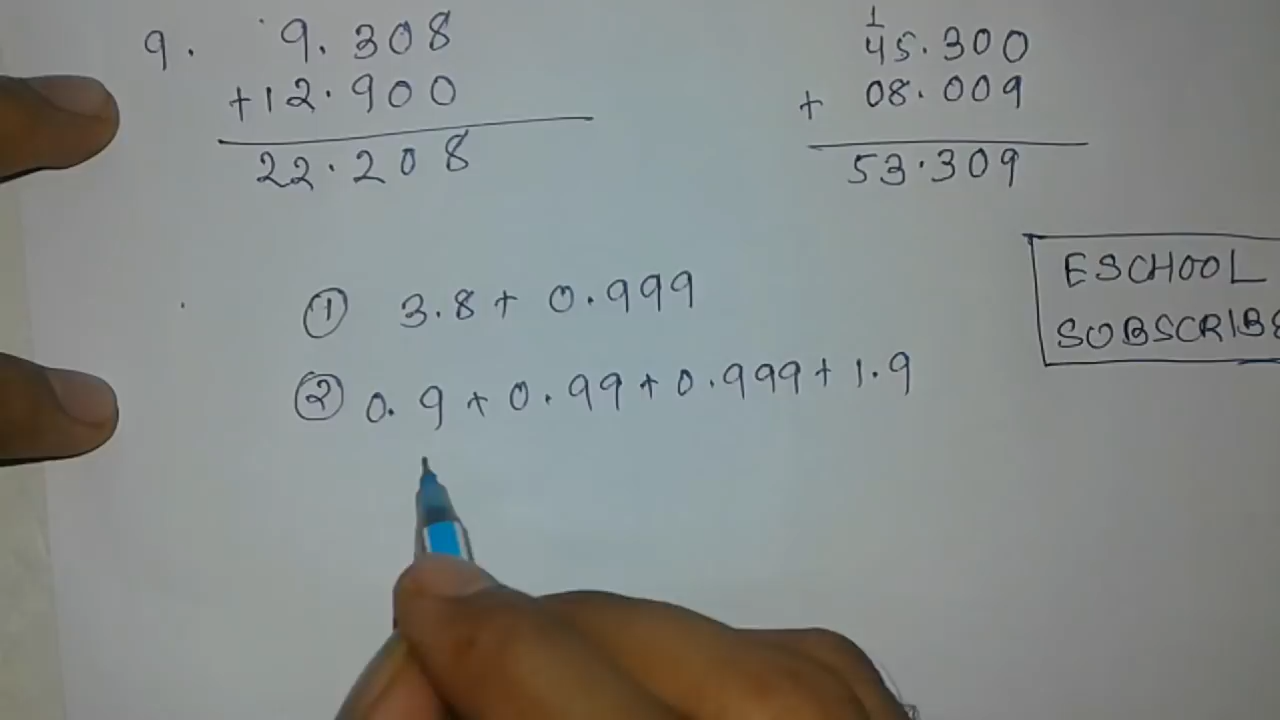 9. 9.308
+12.900
22.208
1
45.300
+ 08.009
53.309
① 3.8 + 0.999
② 0.9 + 0.99 + 0.999 + 1.9
ESCHOOL
SOBSCRIBE